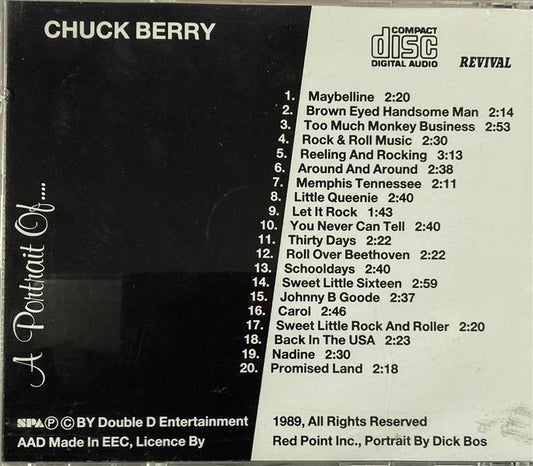 CHUCK BERRY
COMPACT
disc
DIGITAL AUDIO
REVIVAL
A Portrait Of....
1. Maybelline 2:20
2. Brown Eyed Handsome Man 2:14
3. Too Much Monkey Business 2:53
4. Rock & Roll Music 2:30
5. Reeling And Rocking 3:13
6. Around And Around 2:38
7. Memphis Tennessee 2:11
8. Little Queenie 2:40
9. Let It Rock 1:43
10. You Never Can Tell 2:40
11. Thirty Days 2:22
12. Roll Over Beethoven 2:22
13. Schooldays 2:40
14. Sweet Little Sixteen 2:59
15. Johnny B Goode 2:37
16. Carol 2:46
17. Sweet Little Rock And Roller 2:20
18. Back In The USA 2:23
19. Nadine 2:30
20. Promised Land 2:18
SPA Ⓟ © BY Double D Entertainment 1989, All Rights Reserved
AAD Made In EEC, Licence By Red Point Inc., Portrait By Dick Bos